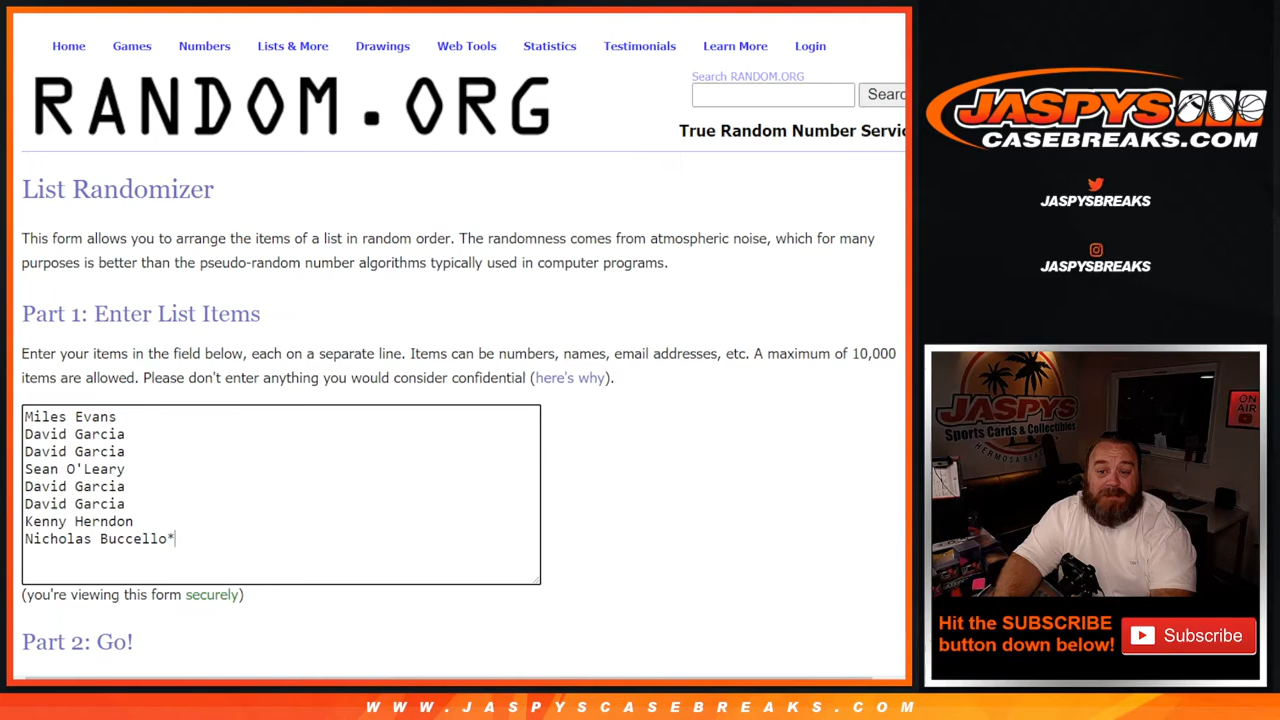 Home Games Numbers Lists & More Drawings Web Tools Statistics Testimonials Learn More Login
RANDOM.ORG
Search RANDOM.ORG
Searc
True Random Number Servic
List Randomizer
This form allows you to arrange the items of a list in random order. The randomness comes from atmospheric noise, which for many
purposes is better than the pseudo-random number algorithms typically used in computer programs.
Part 1: Enter List Items
Enter your items in the field below, each on a separate line. Items can be numbers, names, email addresses, etc. A maximum of 10,000
items are allowed. Please don't enter anything you would consider confidential (here's why).
Miles Evans
David Garcia
David Garcia
Sean O'Leary
David Garcia
David Garcia
Kenny Herndon
Nicholas Buccello*
(you're viewing this form securely)
Part 2: Go!
JASPYS
CASEBREAKS.COM
JASPYSBREAKS
JASPYSBREAKS
JASPYS
Sports Cards & Collectibles
HERMOSA BEACH
ON
AIR
Hit the SUBSCRIBE
button down below!
Subscribe
WWW.JASPYSCASEBREAKS.COM